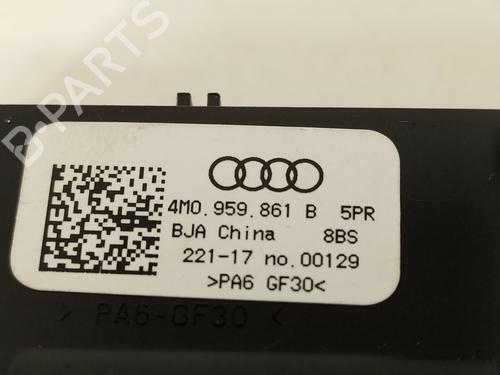 B-PARTS
4M0.959.861 B 5PR
BJA China 8BS
221-17 no.00129
>PA6 GF30<
> PA6-GF30 <